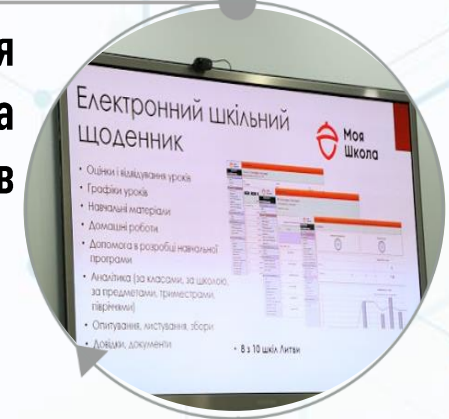 я
а
в
Електронний шкільний
щоденник
Моя
Школа
• Оцінки і відвідування уроків
• Графіки уроків
• Навчальні матеріали
• Домашні роботи
• Допомога в розробці навчальної
програми
• Аналітика (за класами, за школою,
за предметами, триместрами,
півріччями)
• Опитування, листування, збори
• Довідки, документи
• 8 з 10 шкіл Литви